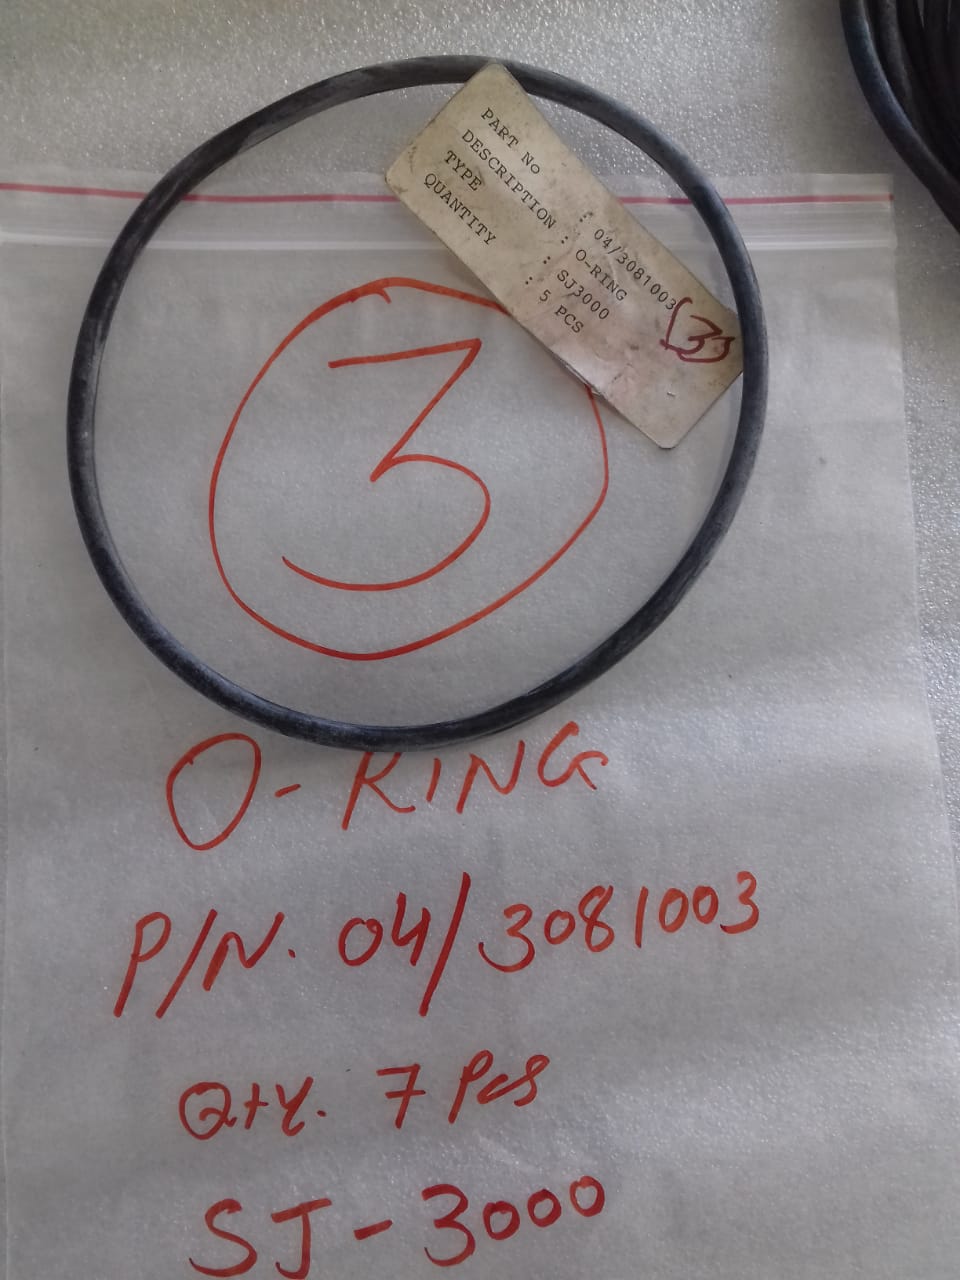 PART No : 04/3081003
DESCRIPTION : O-RING
TYPE : SJ3000
QUANTITY : 5 PCS
3
O-RING
P/N. 04/3081003
Qty. 7 Pcs
SJ-3000